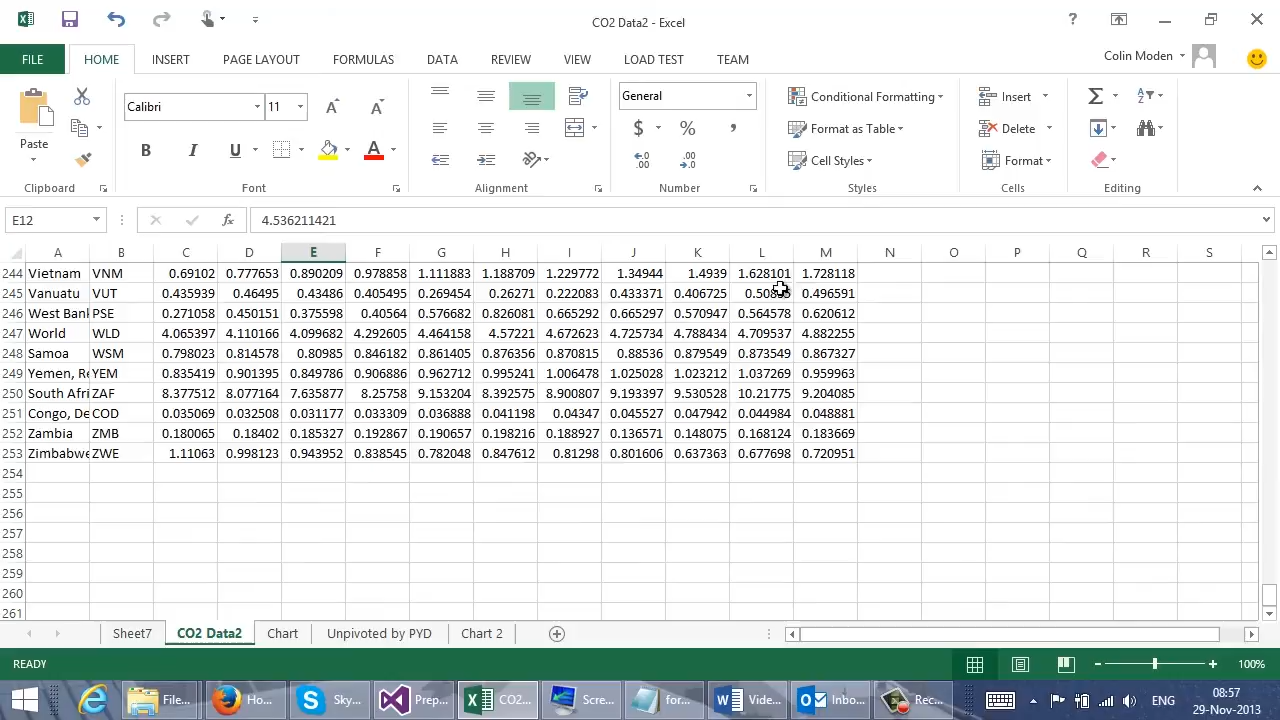 CO2 Data2 - Excel
?
FILE HOME INSERT PAGE LAYOUT FORMULAS DATA REVIEW VIEW LOAD TEST TEAM Colin Moden
Calibri 11 General Conditional Formatting Insert
Paste $ % Format as Table Delete
B I U A Cell Styles Format
Clipboard Font Alignment Number Styles Cells Editing
E12 fx 4.536211421
A B C D E F G H I J K L M N O P Q R S
244 Vietnam VNM 0.69102 0.777653 0.890209 0.978858 1.111883 1.188709 1.229772 1.34944 1.4939 1.628101 1.728118
245 Vanuatu VUT 0.435939 0.46495 0.43486 0.405495 0.269454 0.26271 0.222083 0.433371 0.406725 0.496591
246 West Bank PSE 0.271058 0.450151 0.375598 0.40564 0.576682 0.826081 0.665292 0.665297 0.570947 0.564578 0.620612
247 World WLD 4.065397 4.110166 4.099682 4.292605 4.464158 4.57221 4.672623 4.725734 4.788434 4.709537 4.882255
248 Samoa WSM 0.798023 0.814578 0.80985 0.846182 0.861405 0.876356 0.870815 0.88536 0.879549 0.873549 0.867327
249 Yemen, Re YEM 0.835419 0.901395 0.849786 0.906886 0.962712 0.995241 1.006478 1.025028 1.023212 1.037269 0.959963
250 South Afri ZAF 8.377512 8.077164 7.635877 8.25758 9.153204 8.392575 8.900807 9.193397 9.530528 10.21775 9.204085
251 Congo, De COD 0.035069 0.032508 0.031177 0.033309 0.036888 0.041198 0.04347 0.045527 0.047942 0.044984 0.048881
252 Zambia ZMB 0.180065 0.18402 0.185327 0.192867 0.190657 0.198216 0.188927 0.136571 0.148075 0.168124 0.183669
253 Zimbabwe ZWE 1.11063 0.998123 0.943952 0.838545 0.782048 0.847612 0.81298 0.801606 0.637363 0.677698 0.720951
254
255
256
257
258
259
260
261
Sheet7 CO2 Data2 Chart Unpivoted by PYD Chart 2
READY 100%
File... Ho... Sky... Prep... CO2... Scre... for... Vide... Inbo... Rec... ENG 08:57
29-Nov-2013